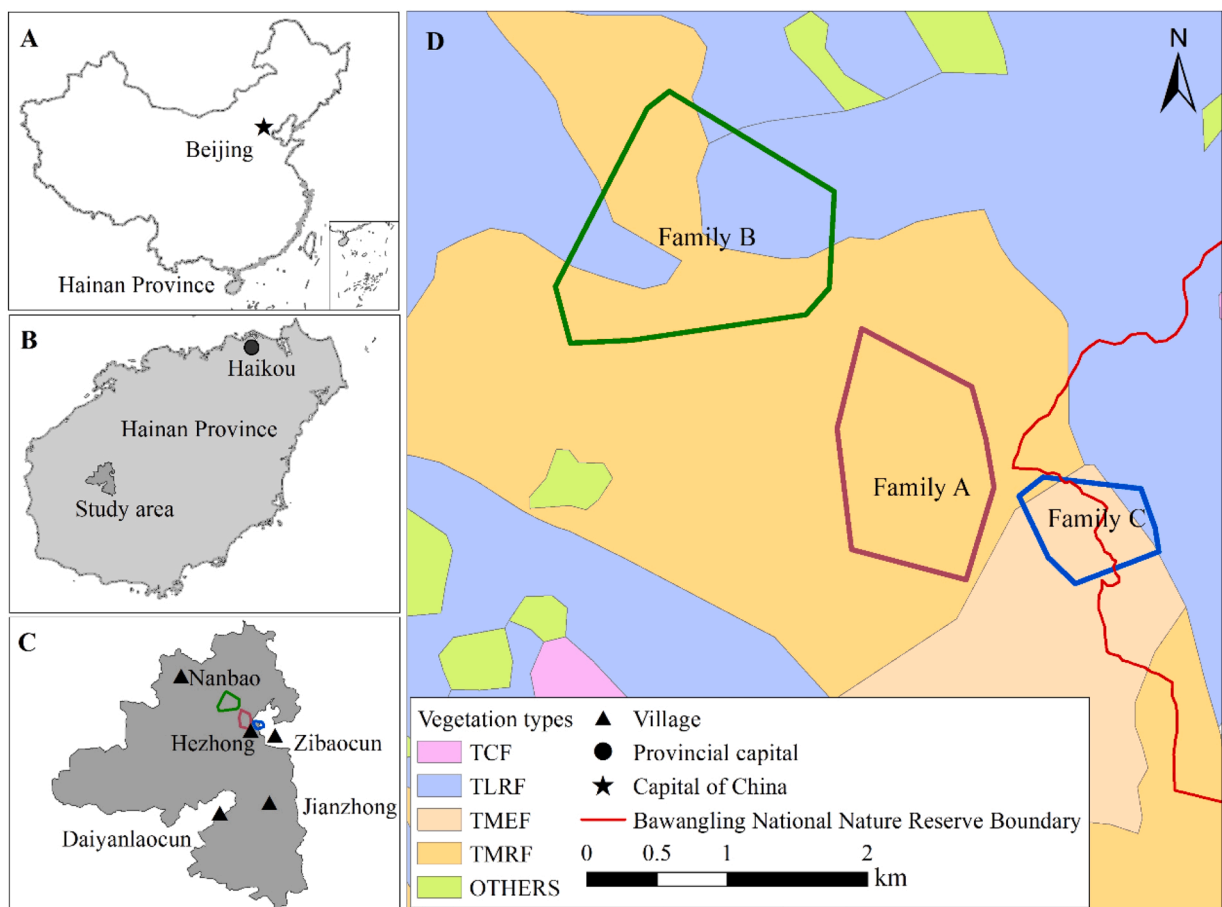 A
Beijing
Hainan Province
B
Haikou
Hainan Province
Study area
C
Nanbao
Hezhong
Zibaocun
Jianzhong
Daiyanlaocun
D
N
Family B
Family A
Family C
Vegetation types
TCF
TLRF
TMEF
TMRF
OTHERS
Village
Provincial capital
Capital of China
Bawangling National Nature Reserve Boundary
0 0.5 1 2
km